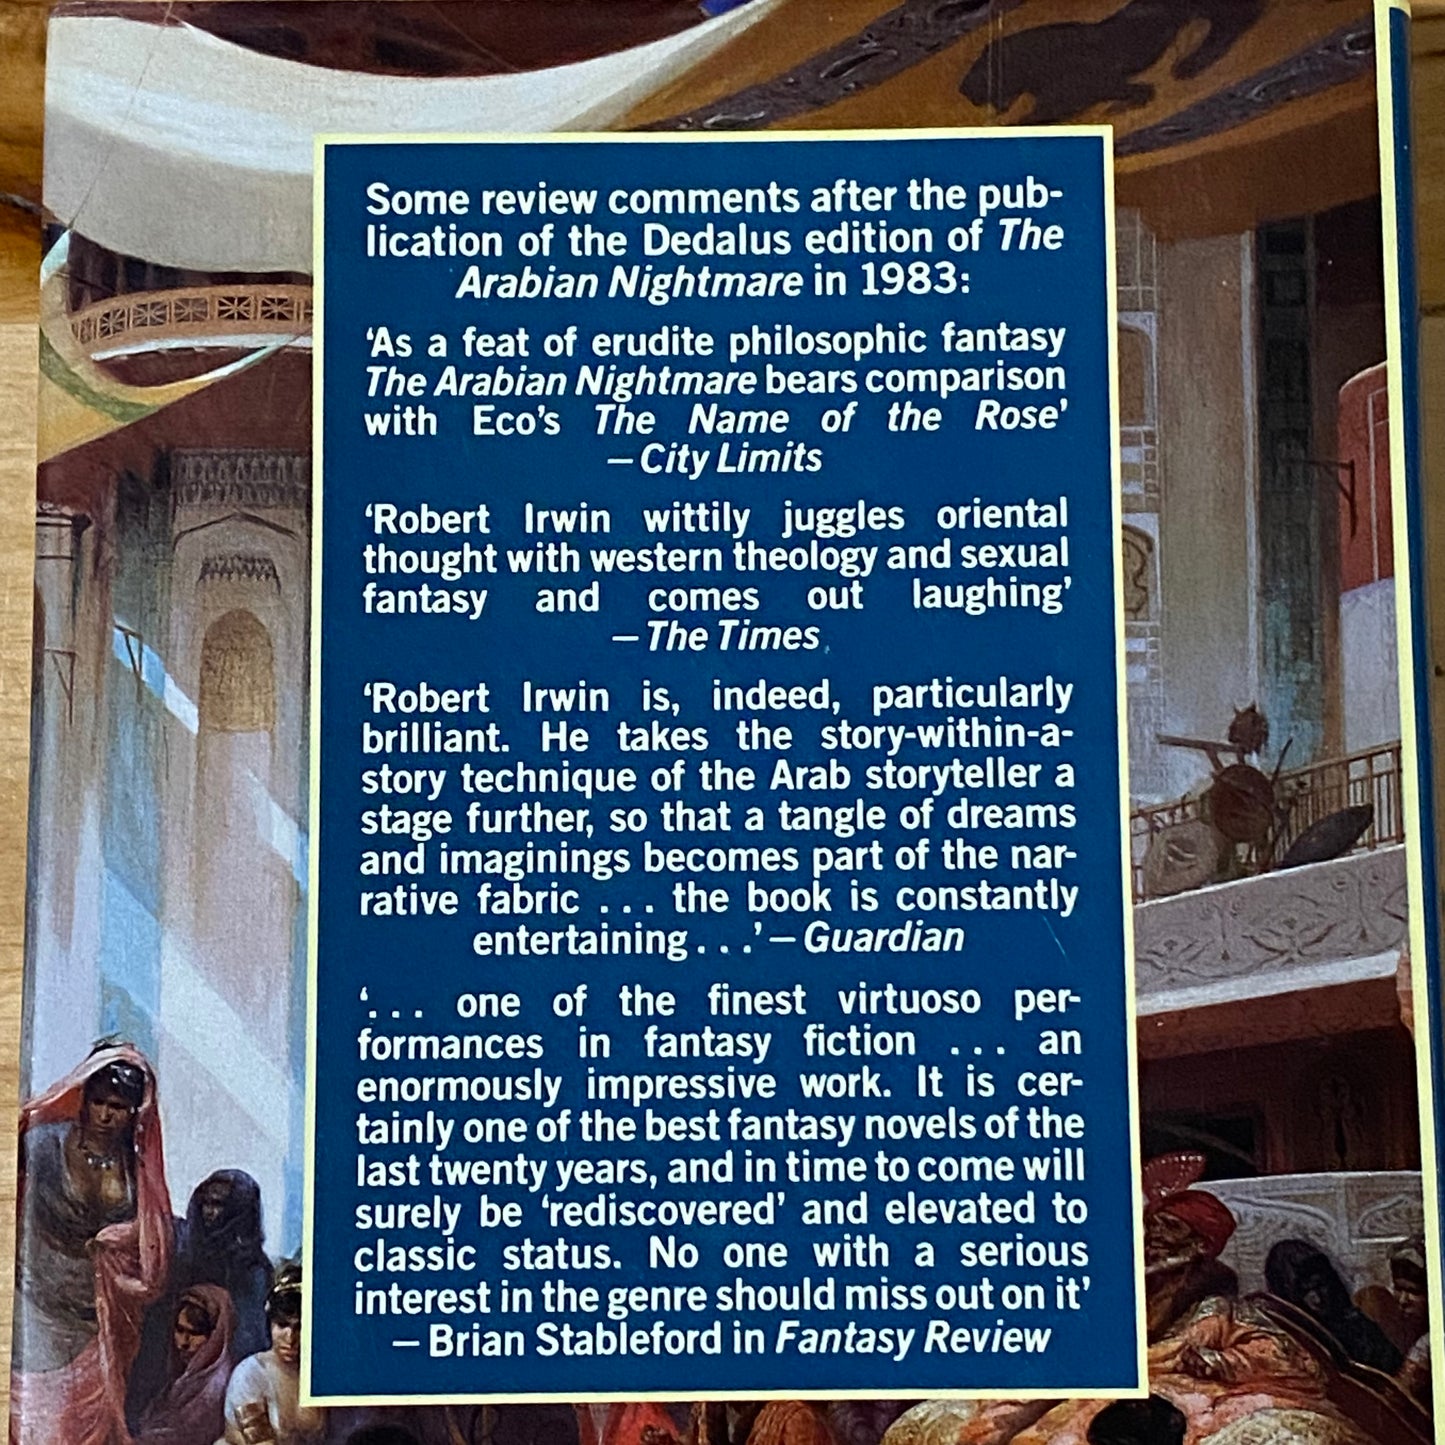 Some review comments after the pub-
lication of the Dedalus edition of The
Arabian Nightmare in 1983:
‘As a feat of erudite philosophic fantasy
The Arabian Nightmare bears comparison
with Eco’s The Name of the Rose’
– City Limits
‘Robert Irwin wittily juggles oriental
thought with western theology and sexual
fantasy and comes out laughing’
– The Times
‘Robert Irwin is, indeed, particularly
brilliant. He takes the story-within-a-
story technique of the Arab storyteller a
stage further, so that a tangle of dreams
and imaginings becomes part of the nar-
rative fabric . . . the book is constantly
entertaining . . .’ – Guardian
‘. . . one of the finest virtuoso per-
formances in fantasy fiction . . . an
enormously impressive work. It is cer-
tainly one of the best fantasy novels of the
last twenty years, and in time to come will
surely be ‘rediscovered’ and elevated to
classic status. No one with a serious
interest in the genre should miss out on it’
– Brian Stableford in Fantasy Review